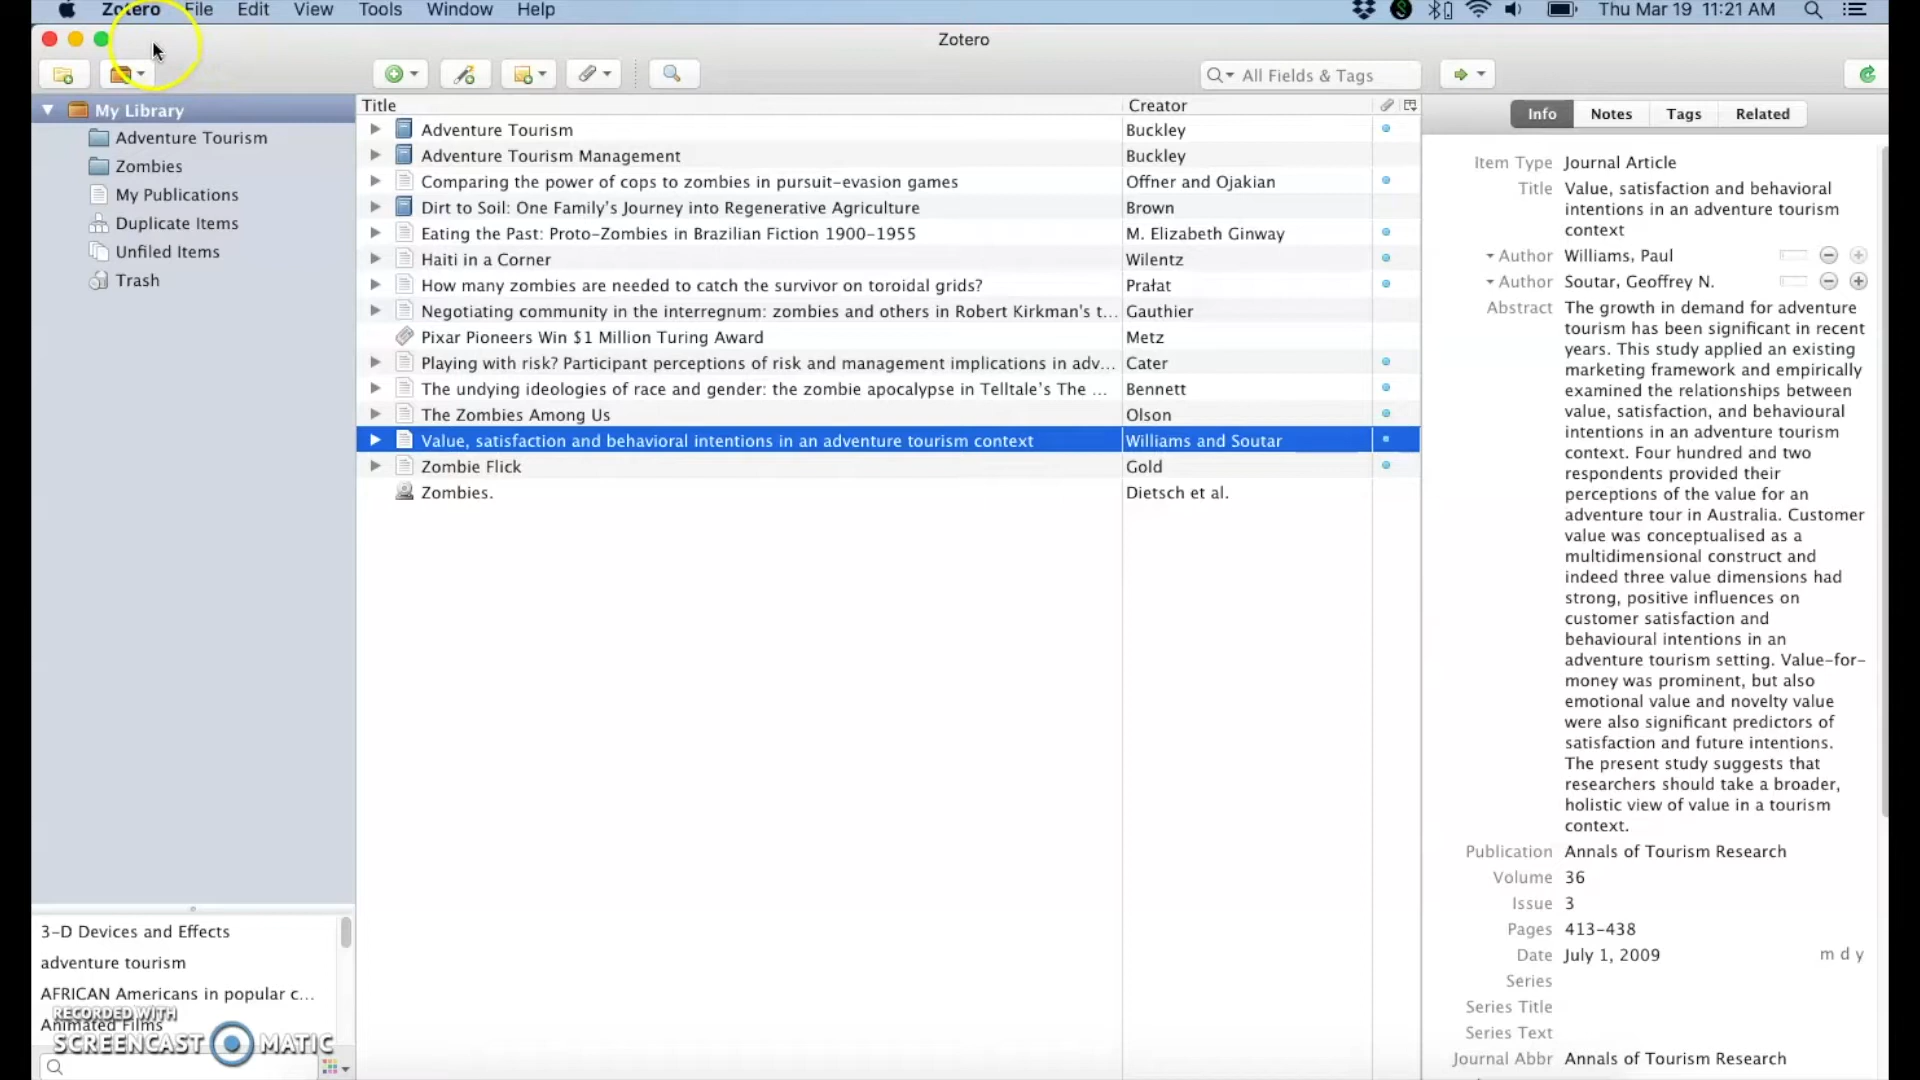 Zotero File Edit View Tools Window Help Thu Mar 19 11:21 AM
Zotero
All Fields & Tags
My Library
Adventure Tourism
Zombies
My Publications
Duplicate Items
Unfiled Items
Trash
3-D Devices and Effects
adventure tourism
AFRICAN Americans in popular c...
Animated Films
RECORDED WITH
SCREENCAST MATIC
Title Creator
Adventure Tourism Buckley
Adventure Tourism Management Buckley
Comparing the power of cops to zombies in pursuit-evasion games Offner and Ojakian
Dirt to Soil: One Family's Journey into Regenerative Agriculture Brown
Eating the Past: Proto-Zombies in Brazilian Fiction 1900-1955 M. Elizabeth Ginway
Haiti in a Corner Wilentz
How many zombies are needed to catch the survivor on toroidal grids? Prałat
Negotiating community in the interregnum: zombies and others in Robert Kirkman's t... Gauthier
Pixar Pioneers Win $1 Million Turing Award Metz
Playing with risk? Participant perceptions of risk and management implications in adv... Cater
The undying ideologies of race and gender: the zombie apocalypse in Telltale's The ... Bennett
The Zombies Among Us Olson
Value, satisfaction and behavioral intentions in an adventure tourism context Williams and Soutar
Zombie Flick Gold
Zombies. Dietsch et al.
Info Notes Tags Related
Item Type Journal Article
Title Value, satisfaction and behavioral
intentions in an adventure tourism
context
Author Williams, Paul
Author Soutar, Geoffrey N.
Abstract The growth in demand for adventure
tourism has been significant in recent
years. This study applied an existing
marketing framework and empirically
examined the relationships between
value, satisfaction, and behavioural
intentions in an adventure tourism
context. Four hundred and two
respondents provided their
perceptions of the value for an
adventure tour in Australia. Customer
value was conceptualised as a
multidimensional construct and
indeed three value dimensions had
strong, positive influences on
customer satisfaction and
behavioural intentions in an
adventure tourism setting. Value-for-
money was prominent, but also
emotional value and novelty value
were also significant predictors of
satisfaction and future intentions.
The present study suggests that
researchers should take a broader,
holistic view of value in a tourism
context.
Publication Annals of Tourism Research
Volume 36
Issue 3
Pages 413-438
Date July 1, 2009 m d y
Series
Series Title
Series Text
Journal Abbr Annals of Tourism Research